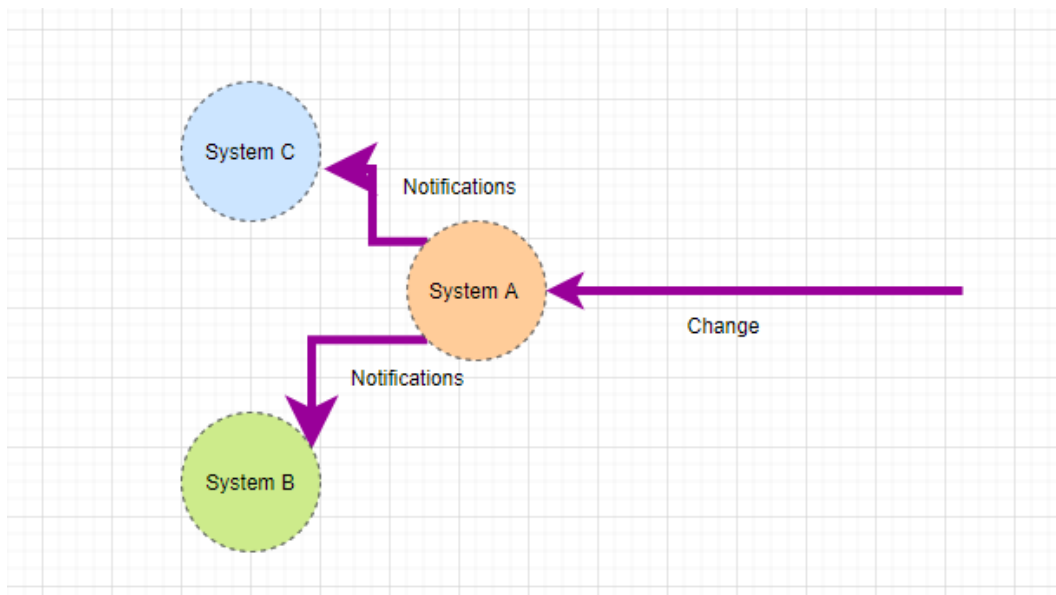 System C
Notifications
System A
Change
Notifications
System B